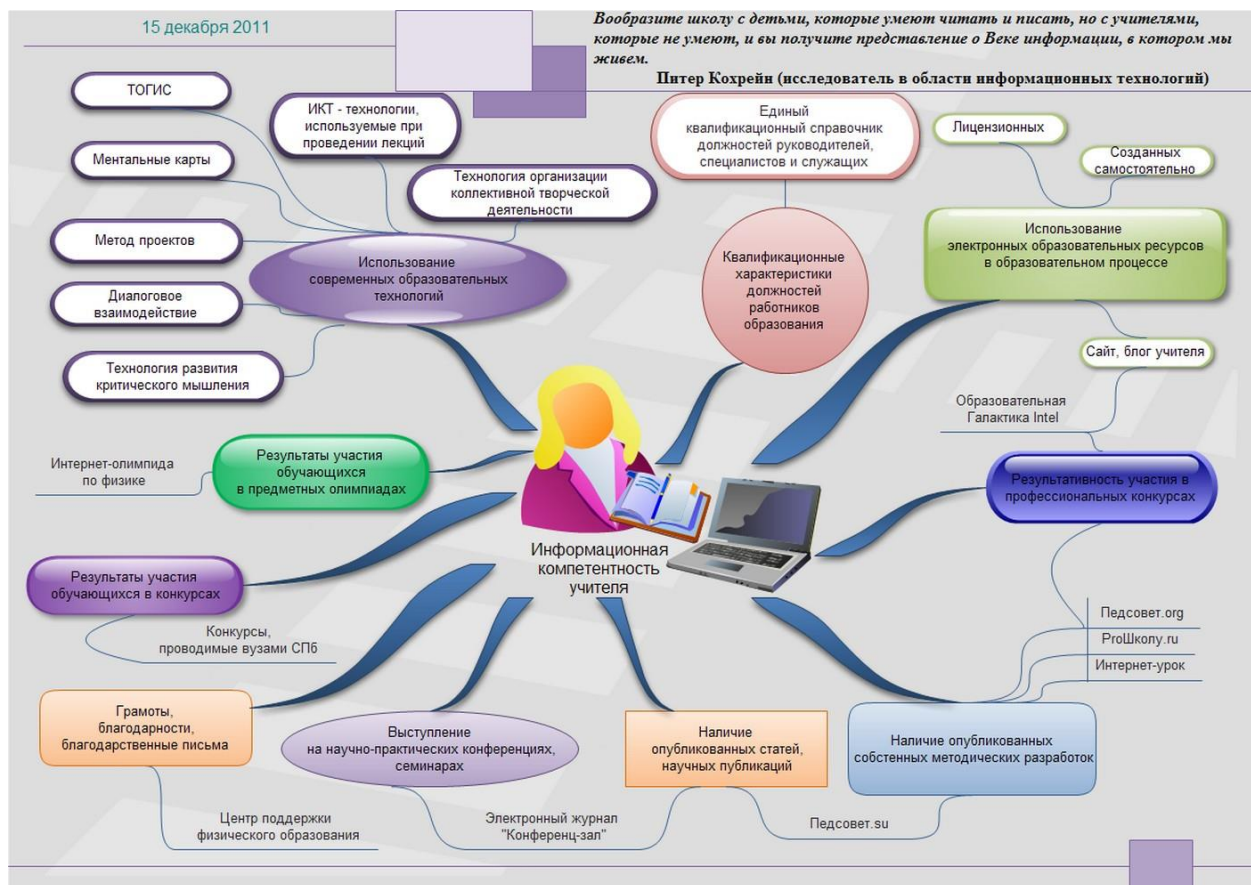 15 декабря 2011
Вообразите школу с детьми, которые умеют читать и писать, но с учителями,
которые не умеют, и вы получите представление о Веке информации, в котором мы
живем.
Питер Кохрейн (исследователь в области информационных технологий)
ТОГИС
ИКТ - технологии,
используемые при
проведении лекций
Ментальные карты
Технология организации
коллективной творческой
деятельности
Метод проектов
Использование
современных образовательных
технологий
Диалоговое
взаимодействие
Технология развития
критического мышления
Единый
квалификационный справочник
должностей руководителей,
специалистов и служащих
Квалификационные
характеристики
должностей
работников
образования
Лицензионных
Созданных
самостоятельно
Использование
электронных образовательных ресурсов
в образовательном процессе
Сайт, блог учителя
Образовательная
Галактика Intel
Результативность участия в
профессиональных конкурсах
Результаты участия
обучающихся
в предметных олимпиадах
Интернет-олимпида
по физике
Информационная
компетентность
учителя
Результаты участия
обучающихся в конкурсах
Конкурсы,
проводимые вузами СПб
Педсовет.org
ProШколу.ru
Интернет-урок
Грамоты,
благодарности,
благодарственные письма
Выступление
на научно-практических конференциях,
семинарах
Наличие
опубликованных статей,
научных публикаций
Наличие опубликованных
собстенных методических разработок
Центр поддержки
физического образования
Электронный журнал
"Конференц-зал"
Педсовет.su